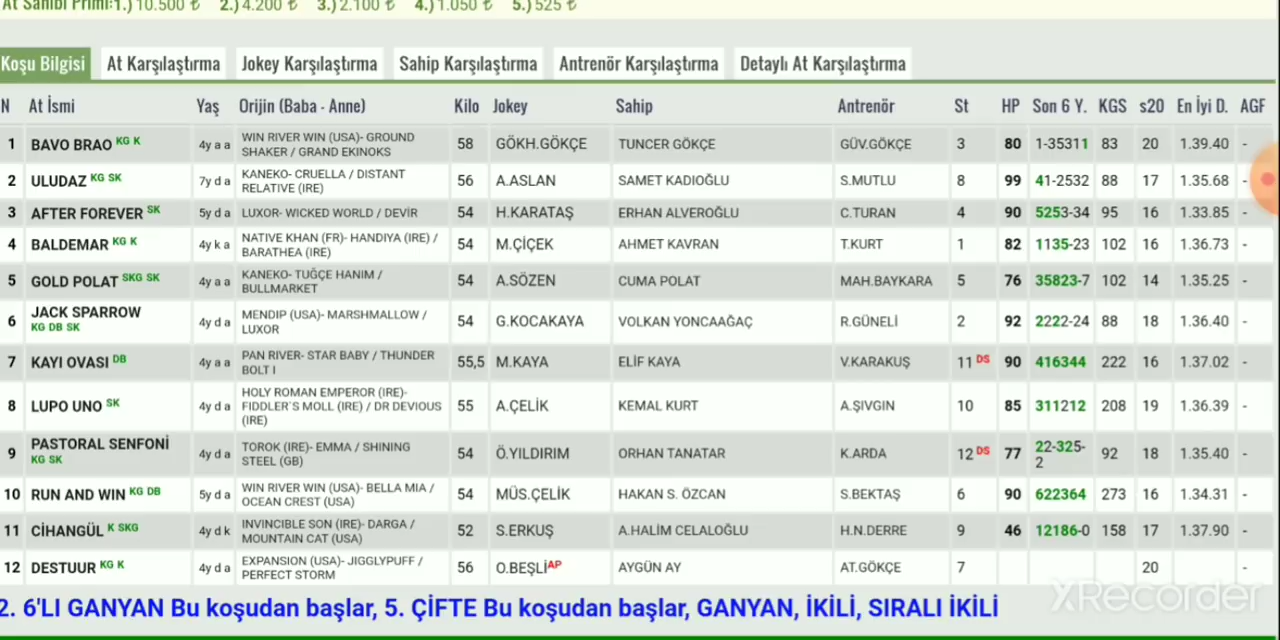 At Sahibi Primi:1.) 10.500 ₺ 2.) 4.200 ₺ 3.) 2.100 ₺ 4.) 1.050 ₺ 5.) 525 ₺
Koşu Bilgisi At Karşılaştırma Jokey Karşılaştırma Sahip Karşılaştırma Antrenör Karşılaştırma Detaylı At Karşılaştırma
N At İsmi Yaş Orijin (Baba - Anne) Kilo Jokey Sahip Antrenör St HP Son 6 Y. KGS s20 En İyi D. AGF
1 BAVO BRAO KG K 4y a a WIN RIVER WIN (USA)- GROUND SHAKER / GRAND EKINOKS 58 GÖKH.GÖKÇE TUNCER GÖKÇE GÜV.GÖKÇE 3 80 1-35311 83 20 1.39.40 -
2 ULUDAZ KG SK 7y d a KANEKO- CRUELLA / DISTANT RELATIVE (IRE) 56 A.ASLAN SAMET KADIOĞLU S.MUTLU 8 99 41-2532 88 17 1.35.68 -
3 AFTER FOREVER SK 5y d a LUXOR- WICKED WORLD / DEVİR 54 H.KARATAŞ ERHAN ALVEROĞLU C.TURAN 4 90 5253-34 95 16 1.33.85 -
4 BALDEMAR KG K 4y k a NATIVE KHAN (FR)- HANDIYA (IRE) / BARATHEA (IRE) 54 M.ÇİÇEK AHMET KAVRAN T.KURT 1 82 1135-23 102 16 1.36.73 -
5 GOLD POLAT SKG SK 4y a a KANEKO- TUĞÇE HANIM / BULLMARKET 54 A.SÖZEN CUMA POLAT MAH.BAYKARA 5 76 35823-7 102 14 1.35.25 -
6 JACK SPARROW KG DB SK 4y d a MENDIP (USA)- MARSHMALLOW / LUXOR 54 G.KOCAKAYA VOLKAN YONCAAĞAÇ R.GÜNELİ 2 92 2222-24 88 18 1.36.40 -
7 KAYI OVASI DB 4y a a PAN RIVER- STAR BABY / THUNDER BOLT I 55,5 M.KAYA ELİF KAYA V.KARAKUŞ 11 DS 90 416344 222 16 1.37.02 -
8 LUPO UNO SK 4y d a HOLY ROMAN EMPEROR (IRE)- FIDDLER`S MOLL (IRE) / DR DEVIOUS (IRE) 55 A.ÇELİK KEMAL KURT A.ŞIVGIN 10 85 311212 208 19 1.36.39 -
9 PASTORAL SENFONİ KG SK 4y d a TOROK (IRE)- EMMA / SHINING STEEL (GB) 54 Ö.YILDIRIM ORHAN TANATAR K.ARDA 12 DS 77 22-325-2 92 18 1.35.40 -
10 RUN AND WIN KG DB 5y d a WIN RIVER WIN (USA)- BELLA MIA / OCEAN CREST (USA) 54 MÜS.ÇELİK HAKAN S. ÖZCAN S.BEKTAŞ 6 90 622364 273 16 1.34.31 -
11 CİHANGÜL K SKG 4y d k INVINCIBLE SON (IRE)- DARGA / MOUNTAIN CAT (USA) 52 S.ERKUŞ A.HALİM CELALOĞLU H.N.DERRE 9 46 12186-0 158 17 1.37.90 -
12 DESTUUR KG K 4y d a EXPANSION (USA)- JIGGLYPUFF / PERFECT STORM 56 O.BEŞLİ AP AYGÜN AY AT.GÖKÇE 7 20 -
2. 6'LI GANYAN Bu koşudan başlar, 5. ÇİFTE Bu koşudan başlar, GANYAN, İKİLİ, SIRALI İKİLİ
XRecorder